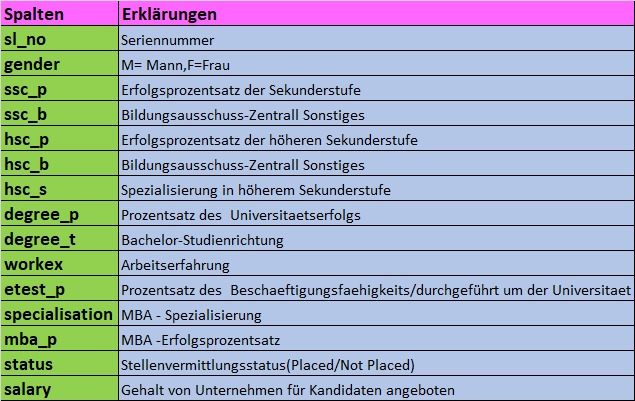 Spalten Erklärungen
sl_no Seriennummer
gender M= Mann,F=Frau
ssc_p Erfolgsprozentsatz der Sekunderstufe
ssc_b Bildungsausschuss-Zentrall Sonstiges
hsc_p Erfolgsprozentsatz der höheren Sekunderstufe
hsc_b Bildungsausschuss-Zentrall Sonstiges
hsc_s Spezialisierung in höherem Sekunderstufe
degree_p Prozentsatz des  Universitaetserfolgs
degree_t Bachelor-Studienrichtung
workex Arbeitserfahrung
etest_p Prozentsatz des  Beschaeftigungsfaehigkeits/durchgeführt um der Universitaet
specialisation MBA - Spezialisierung
mba_p MBA -Erfolgsprozentsatz
status Stellenvermittlungsstatus(Placed/Not Placed)
salary Gehalt von Unternehmen für Kandidaten angeboten